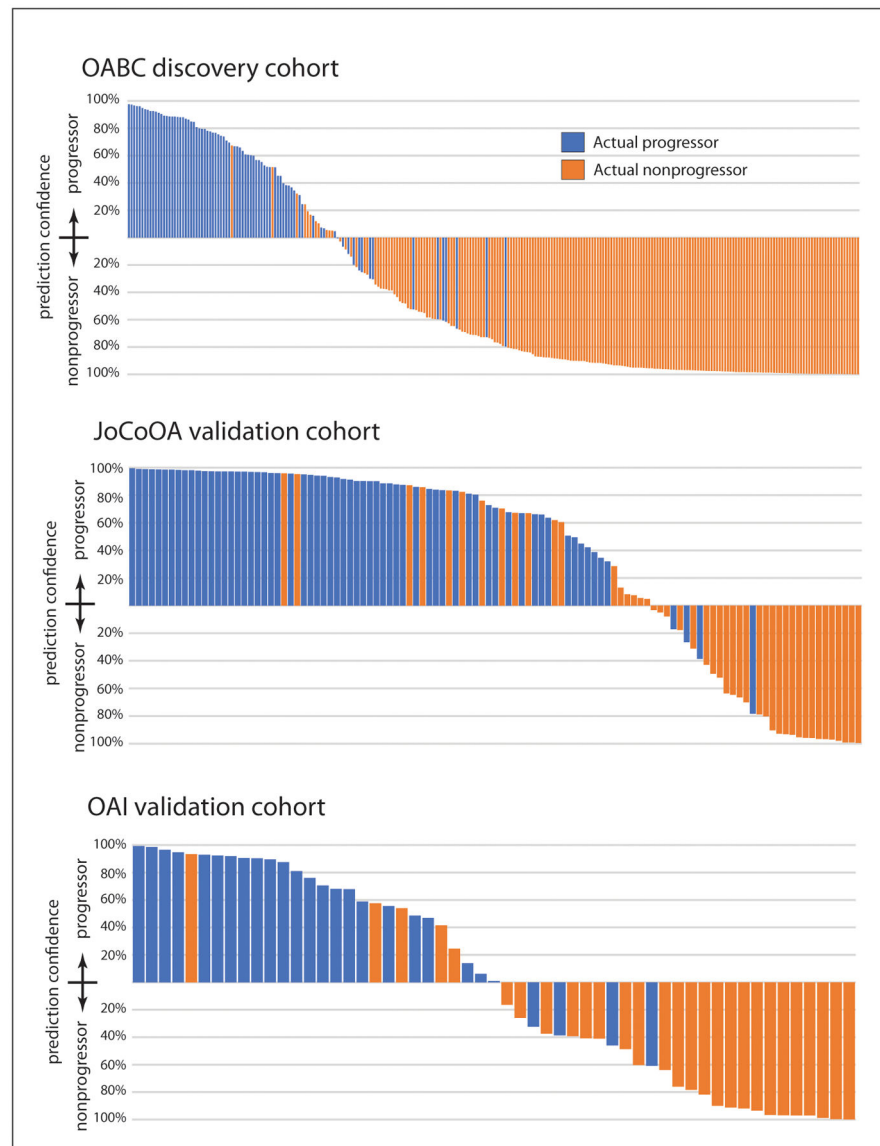 OABC discovery cohort
100%
80%
60%
40%
20%
20%
40%
60%
80%
100%
prediction confidence
progressor
nonprogressor
Actual progressor
Actual nonprogressor
JoCoOA validation cohort
100%
80%
60%
40%
20%
20%
40%
60%
80%
100%
prediction confidence
progressor
nonprogressor
OAI validation cohort
100%
80%
60%
40%
20%
20%
40%
60%
80%
100%
prediction confidence
progressor
nonprogressor